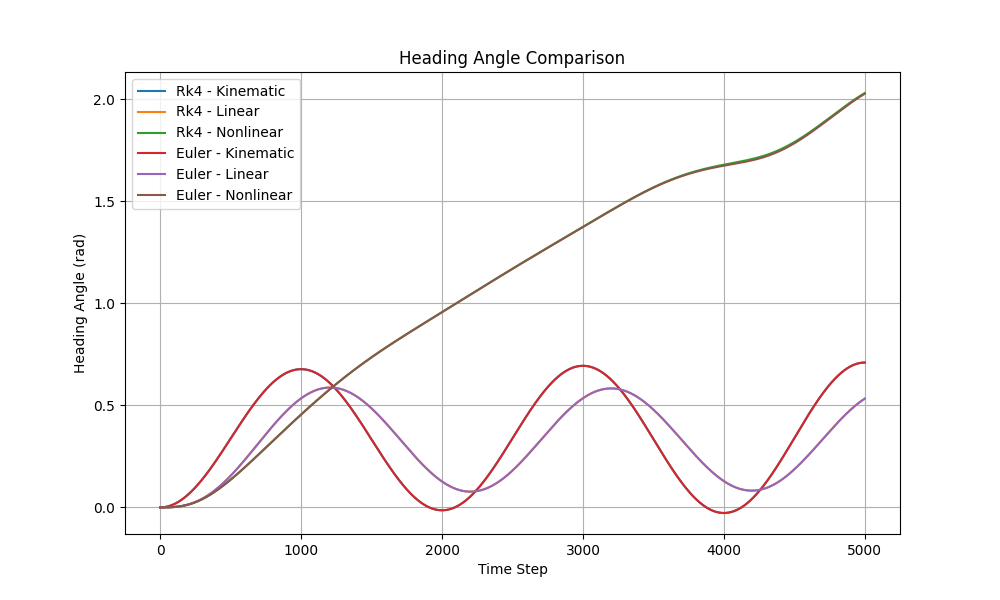 Heading Angle Comparison
Rk4 - Kinematic
Rk4 - Linear
Rk4 - Nonlinear
Euler - Kinematic
Euler - Linear
Euler - Nonlinear
Heading Angle (rad)
2.0
1.5
1.0
0.5
0.0
0 1000 2000 3000 4000 5000
Time Step